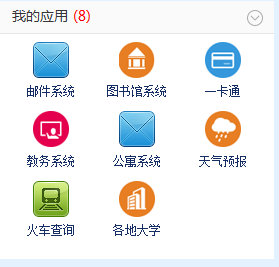 我的应用 (8)
邮件系统 图书馆系统 一卡通
教务系统 公寓系统 天气预报
火车查询 各地大学